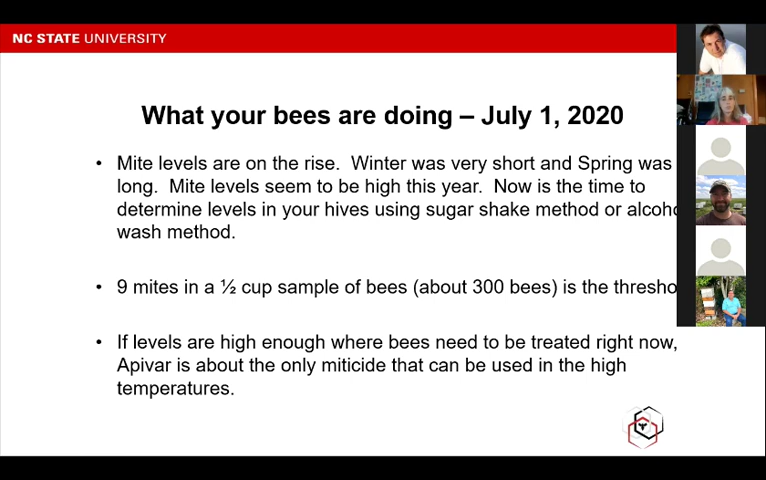 NC STATE UNIVERSITY
What your bees are doing – July 1, 2020
• Mite levels are on the rise. Winter was very short and Spring was
long. Mite levels seem to be high this year. Now is the time to
determine levels in your hives using sugar shake method or alcoho
wash method.
• 9 mites in a ½ cup sample of bees (about 300 bees) is the thresho
• If levels are high enough where bees need to be treated right now,
Apivar is about the only miticide that can be used in the high
temperatures.